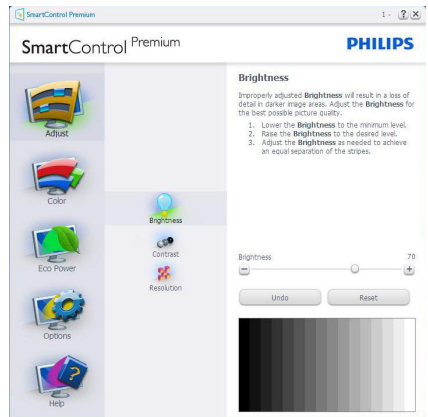 SmartControl Premium
1 -
?
X
SmartControl Premium
PHILIPS
Adjust
Color
Eco Power
Options
Help
Brightness
Contrast
Resolution
Brightness
Improperly adjusted Brightness will result in a loss of
detail in darker image areas. Adjust the Brightness for
the best possible picture quality.
1. Lower the Brightness to the minimum level.
2. Raise the Brightness to the desired level.
3. Adjust the Brightness as needed to achieve
an equal separation of the stripes.
Brightness 70
Undo Reset